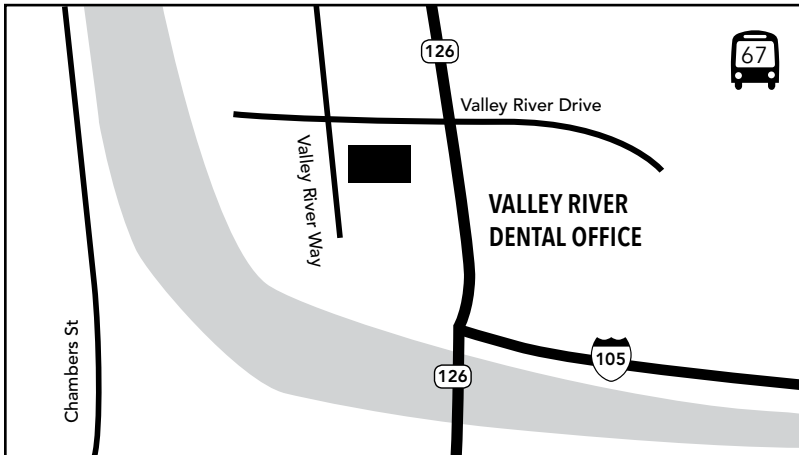 126
67
Valley River Drive
Valley River Way
VALLEY RIVER
DENTAL OFFICE
Chambers St
105
126